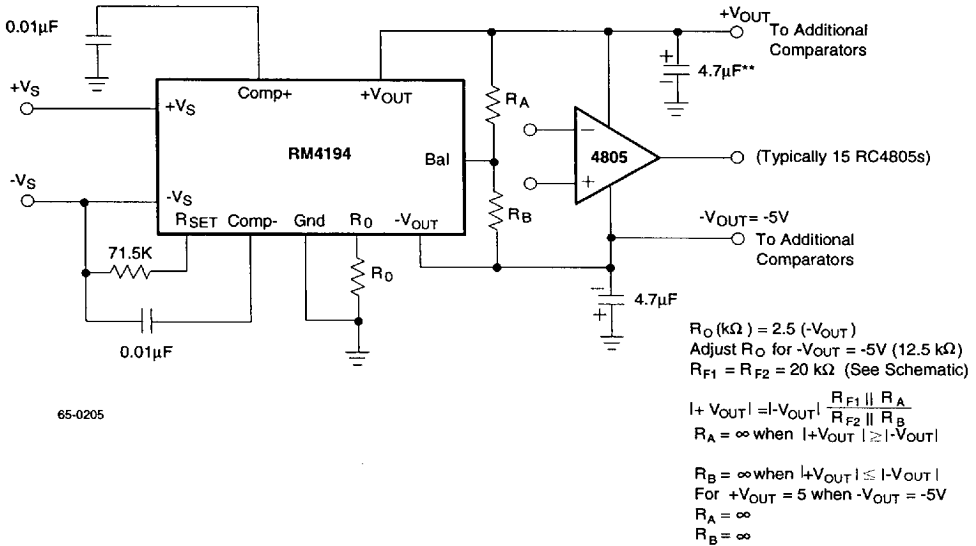 0.01µF
+VS
-VS
Comp+
+VOUT
+VS
RM4194
Bal
-VS
RSET
Comp-
Gnd
R0
-VOUT
71.5K
0.01µF
R0
RA
RB
−
4805
+
+VOUT
To Additional
Comparators
+
−
4.7µF**
(Typically 15 RC4805s)
-VOUT = -5V
To Additional
Comparators
−
+
4.7µF
RO (kΩ) = 2.5 (-VOUT)
Adjust RO for -VOUT = -5V (12.5 kΩ)
RF1 = RF2 = 20 kΩ (See Schematic)
|+ VOUT| =|-VOUT| RF1 || RA
RF2 || RB
RA = ∞ when |+VOUT| ≥ |-VOUT|
RB = ∞ when |+VOUT| ≤ |-VOUT|
For +VOUT = 5 when -VOUT = -5V
RA = ∞
RB = ∞
65-0205